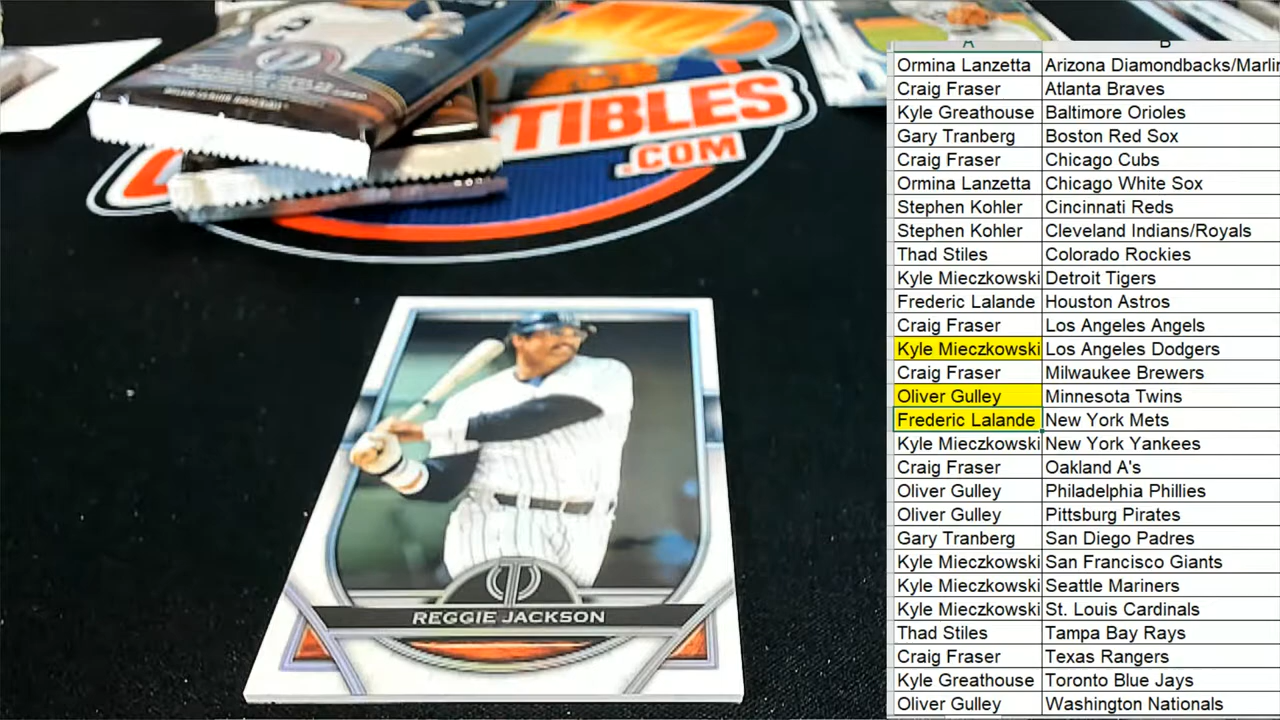 TIBLES
.COM
REGGIE JACKSON
A B
Ormina Lanzetta Arizona Diamondbacks/Marlin
Craig Fraser Atlanta Braves
Kyle Greathouse Baltimore Orioles
Gary Tranberg Boston Red Sox
Craig Fraser Chicago Cubs
Ormina Lanzetta Chicago White Sox
Stephen Kohler Cincinnati Reds
Stephen Kohler Cleveland Indians/Royals
Thad Stiles Colorado Rockies
Kyle Mieczkowski Detroit Tigers
Frederic Lalande Houston Astros
Craig Fraser Los Angeles Angels
Kyle Mieczkowski Los Angeles Dodgers
Craig Fraser Milwaukee Brewers
Oliver Gulley Minnesota Twins
Frederic Lalande New York Mets
Kyle Mieczkowski New York Yankees
Craig Fraser Oakland A's
Oliver Gulley Philadelphia Phillies
Oliver Gulley Pittsburg Pirates
Gary Tranberg San Diego Padres
Kyle Mieczkowski San Francisco Giants
Kyle Mieczkowski Seattle Mariners
Kyle Mieczkowski St. Louis Cardinals
Thad Stiles Tampa Bay Rays
Craig Fraser Texas Rangers
Kyle Greathouse Toronto Blue Jays
Oliver Gulley Washington Nationals